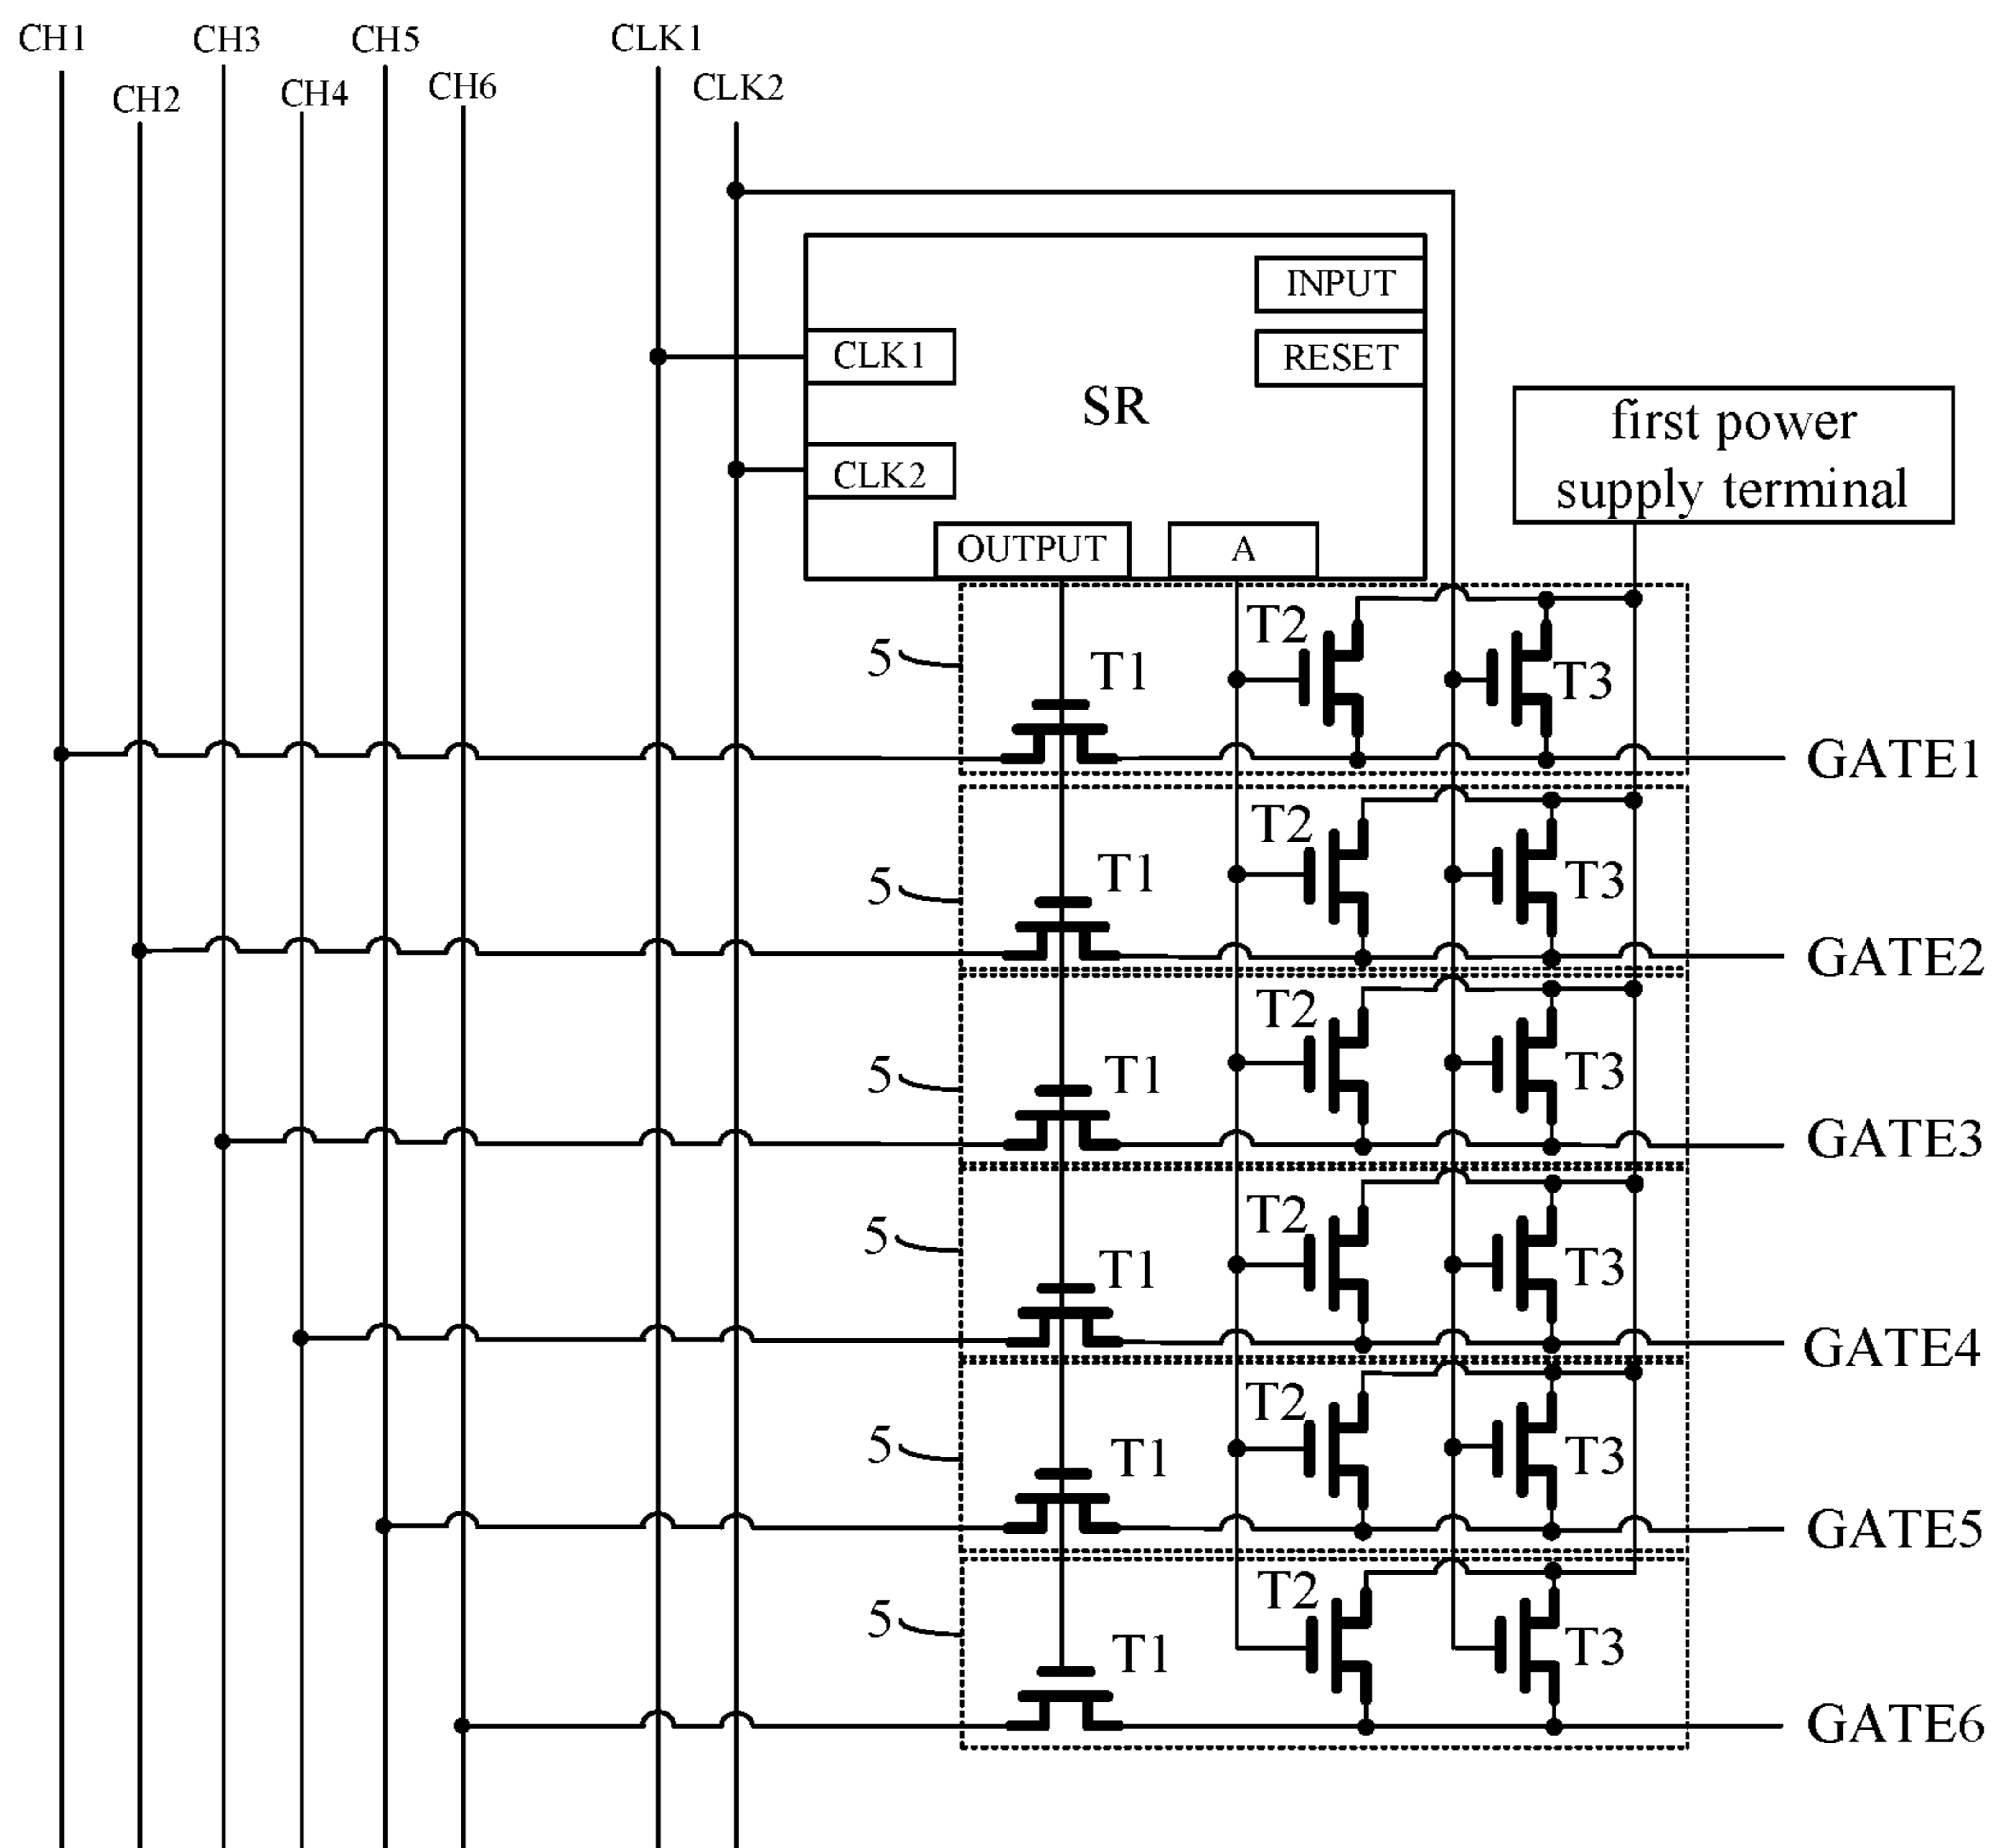 CH1
CH3
CH5
CLK1
CH2
CH4
CH6
CLK2
INPUT
CLK1
RESET
SR
first power
supply terminal
CLK2
OUTPUT
A
5
T1
T2
T3
GATE1
5
T1
T2
T3
GATE2
5
T1
T2
T3
GATE3
5
T1
T2
T3
GATE4
5
T1
T2
T3
GATE5
5
T1
T2
T3
GATE6